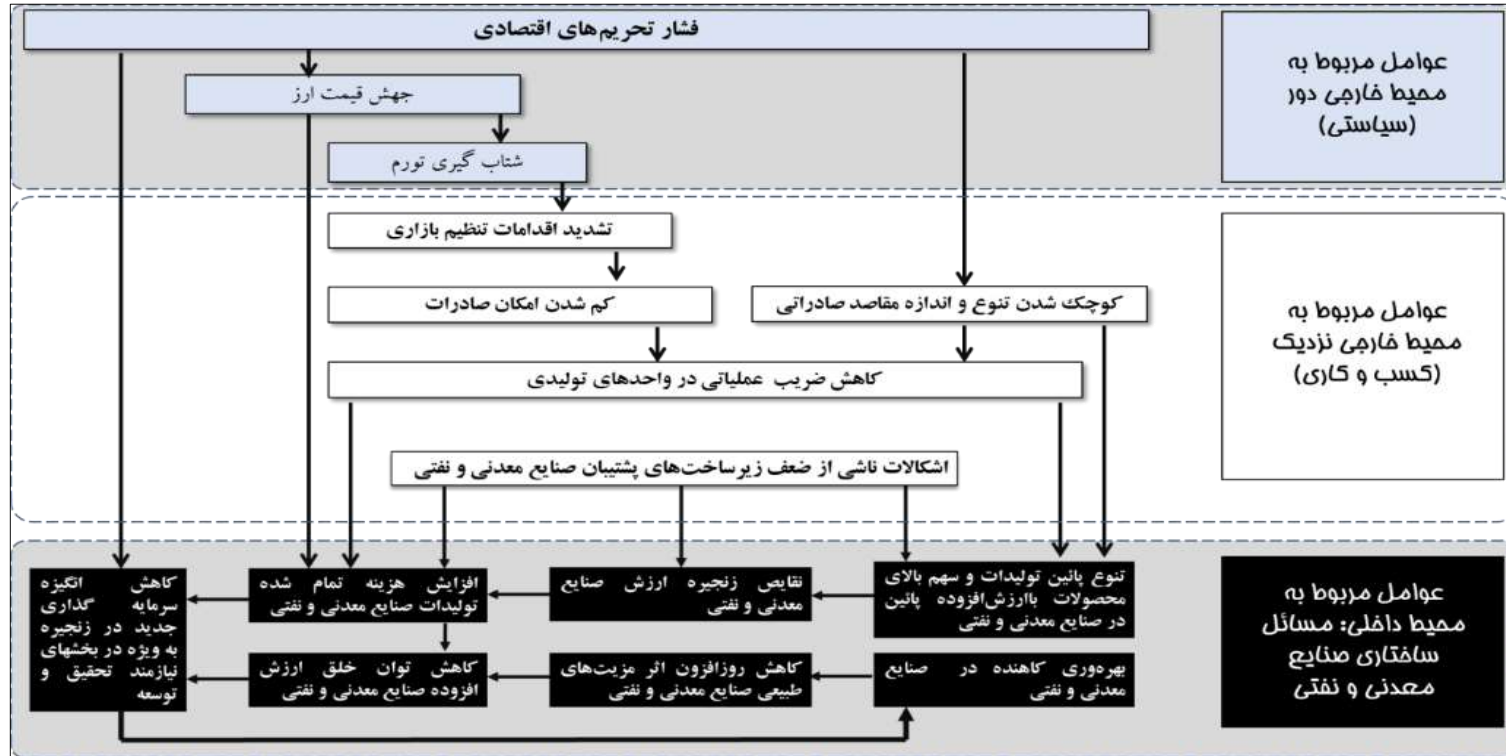 فشار تحریم‌های اقتصادی
عوامل مربوط به
محیط خارجی دور
(سیاستی)
جهش قیمت ارز
شتاب گیری تورم
تشدید اقدامات تنظیم بازاری
کم شدن امکان صادرات
کوچک شدن تنوع و اندازه مقاصد صادراتی
عوامل مربوط به
محیط خارجی نزدیک
(کسب و کاری)
کاهش ضریب عملیاتی در واحدهای تولیدی
اشکالات ناشی از ضعف زیرساخت‌های پشتیبان صنایع معدنی و نفتی
عوامل مربوط به
محیط داخلی: مسائل
ساختاری صنایع
معدنی و نفتی
تنوع پائین تولیدات و سهم بالای
محصولات باارزش‌افزوده پائین
در صنایع معدنی و نفتی
نقایص زنجیره ارزش صنایع
معدنی و نفتی
افزایش هزینه تمام شده
تولیدات صنایع معدنی و نفتی
کاهش انگیزه
سرمایه گذاری
جدید در زنجیره
به ویژه در بخشهای
نیازمند تحقیق و
توسعه
بهره‌وری کاهنده در صنایع
معدنی و نفتی
کاهش روزافزون اثر مزیت‌های
طبیعی صنایع معدنی و نفتی
کاهش توان خلق ارزش
افزوده صنایع معدنی و نفتی